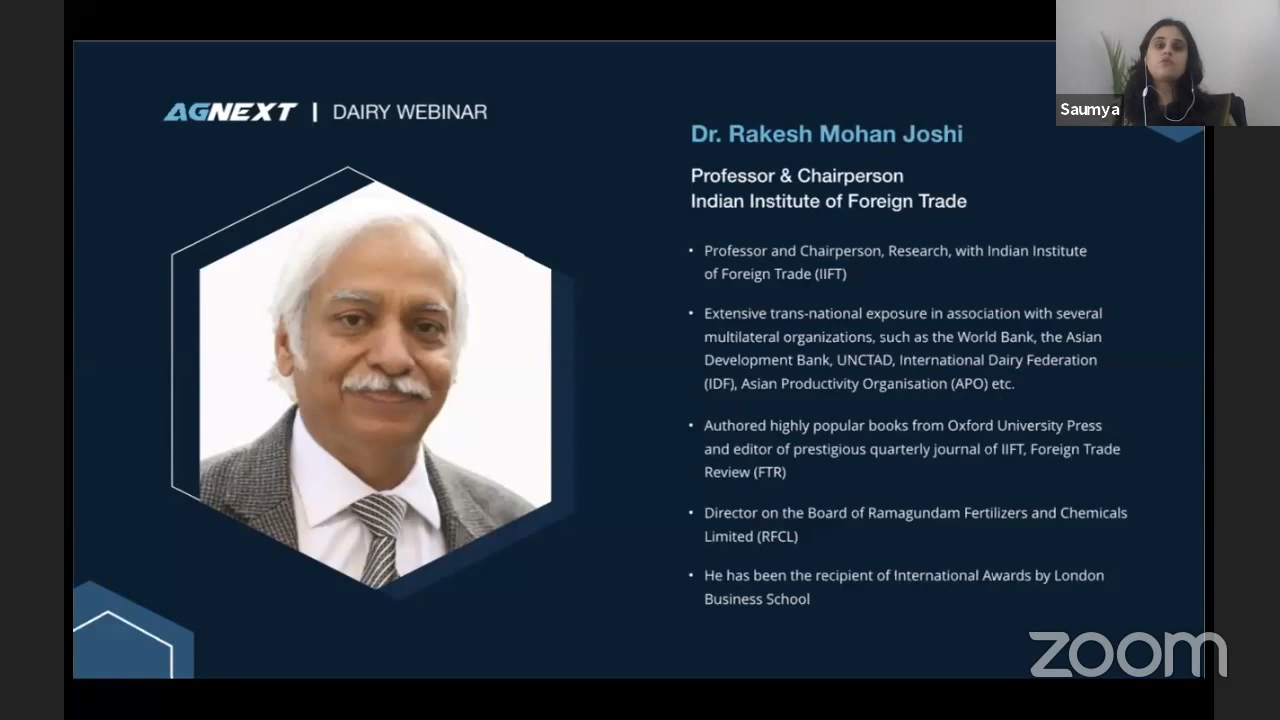 AGNEXT | DAIRY WEBINAR
Saumya
Dr. Rakesh Mohan Joshi
Professor & Chairperson
Indian Institute of Foreign Trade
• Professor and Chairperson, Research, with Indian Institute
of Foreign Trade (IIFT)
• Extensive trans-national exposure in association with several
multilateral organizations, such as the World Bank, the Asian
Development Bank, UNCTAD, International Dairy Federation
(IDF), Asian Productivity Organisation (APO) etc.
• Authored highly popular books from Oxford University Press
and editor of prestigious quarterly journal of IIFT, Foreign Trade
Review (FTR)
• Director on the Board of Ramagundam Fertilizers and Chemicals
Limited (RFCL)
• He has been the recipient of International Awards by London
Business School
zoom